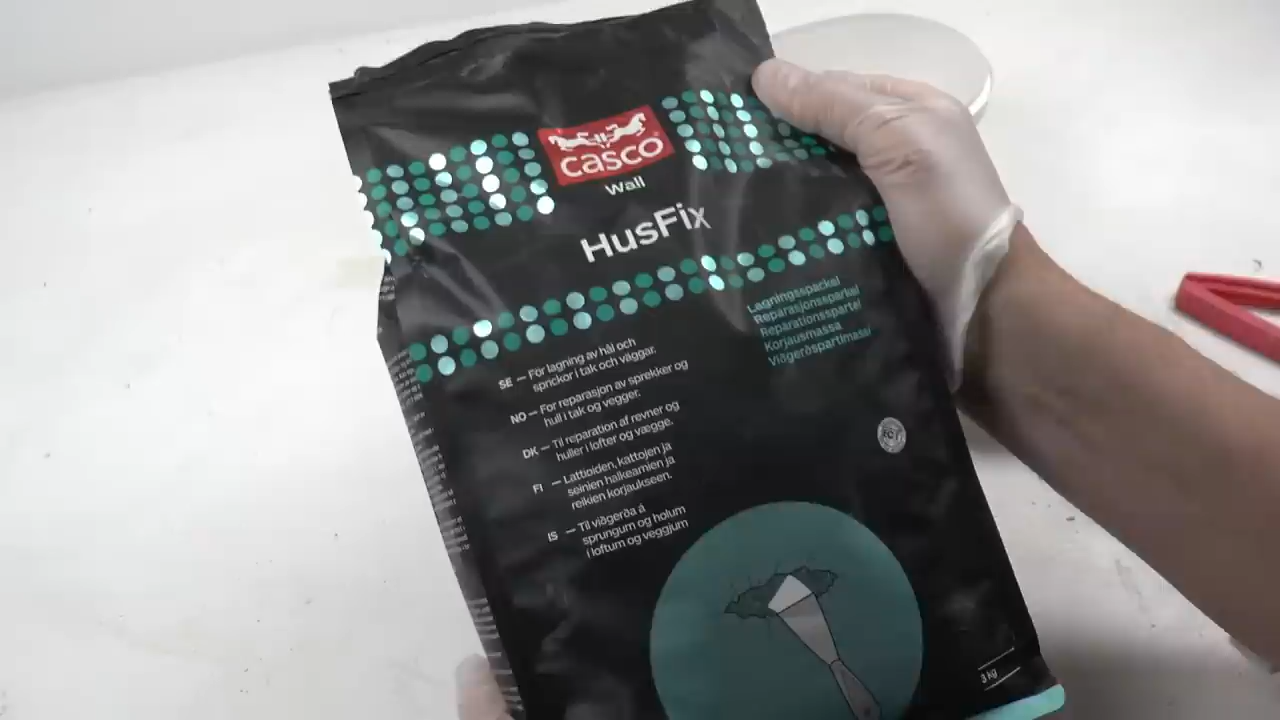 casco
Wall
HusFix
Lagningsspackel
Reparasjonssparkel
Reparationsspartel
Korjausmassa
Viðgerðspartlmassi
SE — För lagning av hål och
sprickor i tak och väggar.
NO — For reparasjon av sprekker og
hull i tak og vegger.
DK — Til reparation af revner og
huller i lofter og vægge.
FI — Lattioiden, kattojen ja
seinien halkeamien ja
reikien korjaukseen.
IS — Til viðgerða á
sprungum og holum
í loftum og veggjum
3 kg